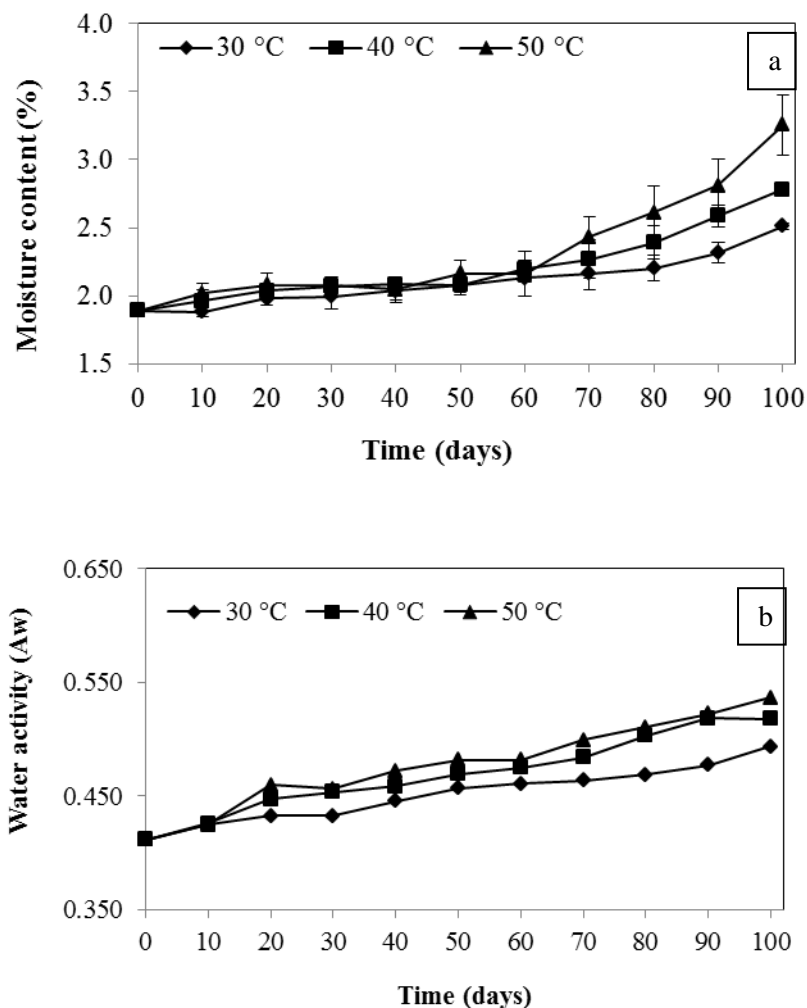 4.0
30 °C 40 °C 50 °C
a
3.5
3.0
2.5
2.0
1.5
Moisture content (%)
0 10 20 30 40 50 60 70 80 90 100
Time (days)
0.650
30 °C 40 °C 50 °C
b
0.550
0.450
0.350
Water activity (Aw)
0 10 20 30 40 50 60 70 80 90 100
Time (days)